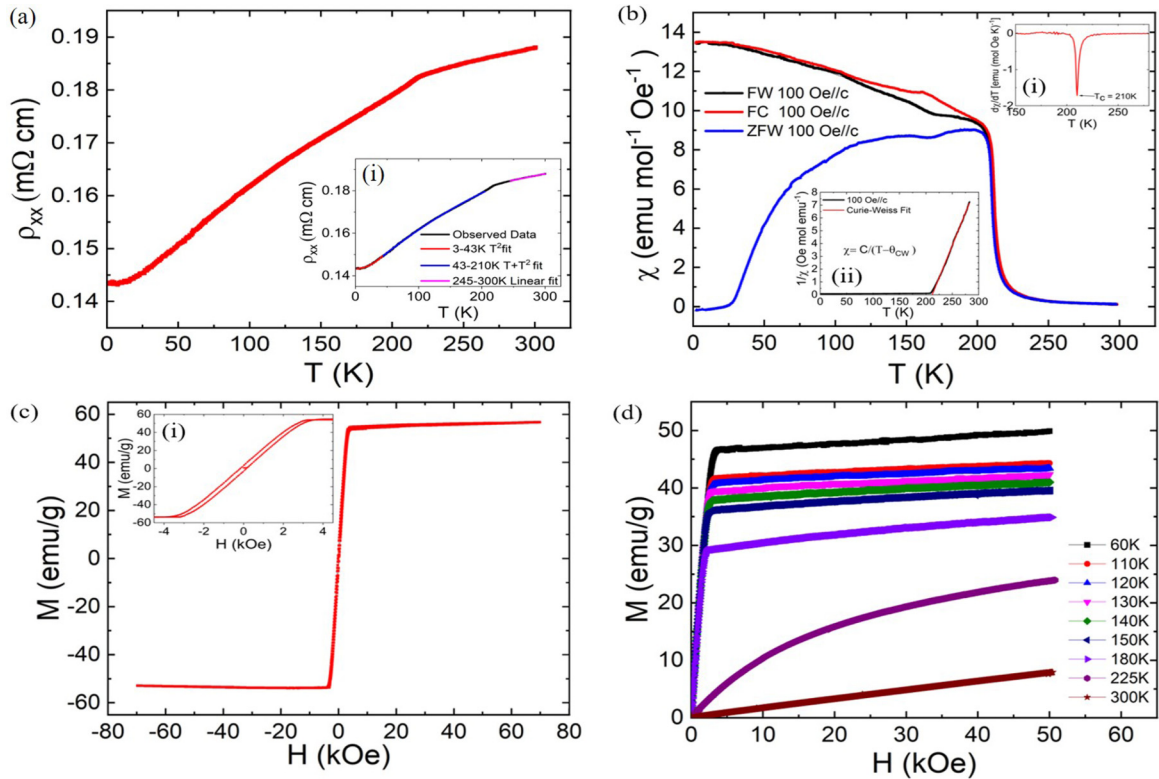 (a)
0.19
0.18
0.17
0.16
0.15
0.14
ρxx (mΩ cm)
0 50 100 150 200 250 300
T (K)
(i)
0.18
0.16
0.14
ρxx (mΩ cm)
Observed Data
3-43K T²fit
43-210K T+T² fit
245-300K Linear fit
0 100 200 300
T (K)
(b)
14
12
10
8
6
4
2
0
χ (emu mol⁻¹ Oe⁻¹)
FW 100 Oe//c
FC 100 Oe//c
ZFW 100 Oe//c
0 50 100 150 200 250 300
T (K)
0
-1
-2
dχ/dT [emu (mol Oe K)⁻¹]
(i)
TC = 210K
150 200 250
T (K)
8
7
6
5
4
3
2
1
1/χ (Oe mol emu⁻¹)
100 Oe//c
Curie-Weiss Fit
χ= C/(T−θCW )
(ii)
0 50 100 150 200 250 300
T (K)
(c)
60
40
20
0
-20
-40
-60
M (emu/g)
-80 -60 -40 -20 0 20 40 60 80
H (kOe)
(i)
60
40
20
0
-20
-40
-60
M (emu/g)
-4 -2 0 2 4
H (kOe)
(d)
50
40
30
20
10
0
M (emu/g)
60K
110K
120K
130K
140K
150K
180K
225K
300K
0 10 20 30 40 50 60
H (kOe)